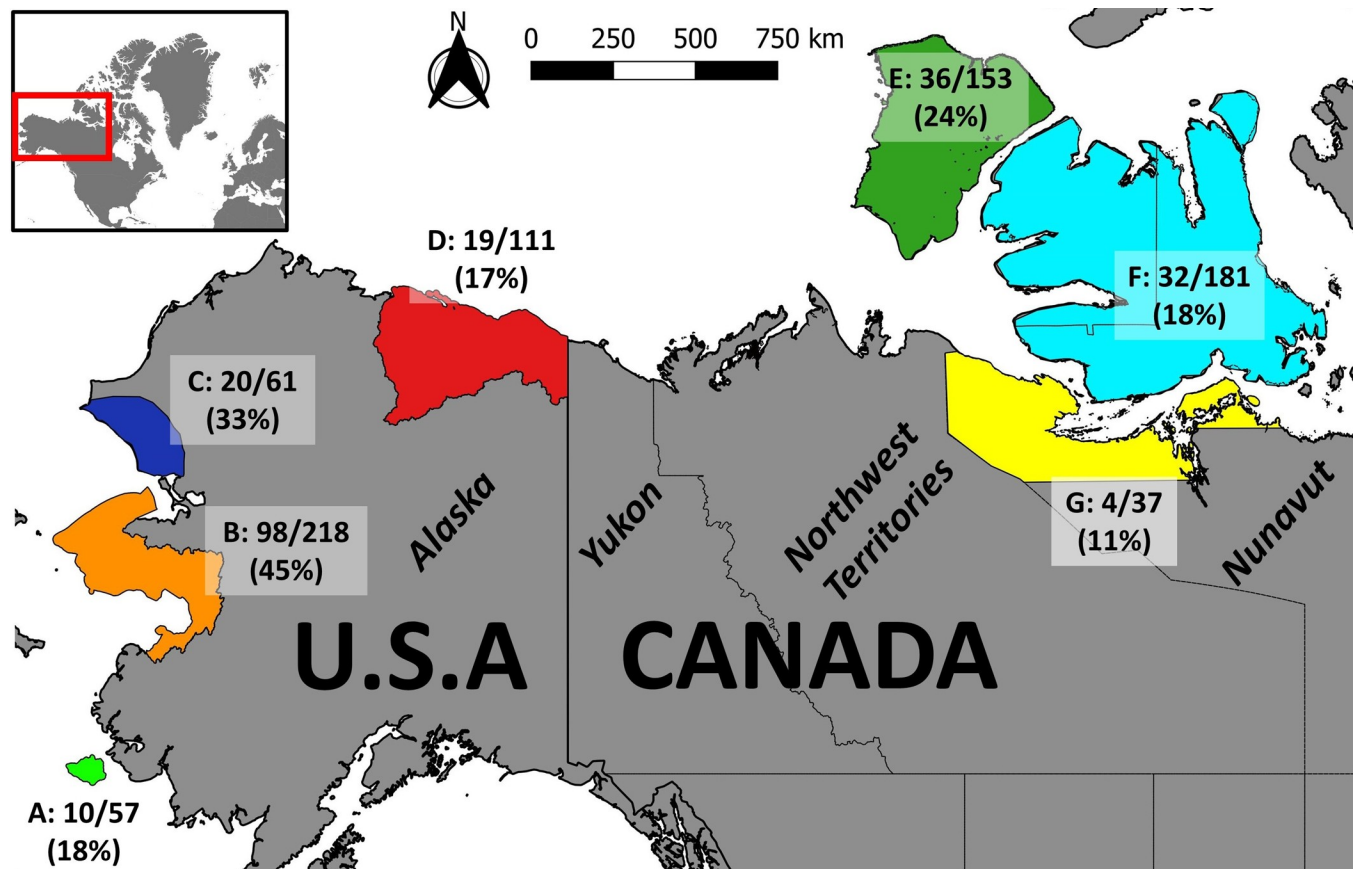 N
0 250 500 750 km
E: 36/153
(24%)
D: 19/111
(17%)
F: 32/181
(18%)
C: 20/61
(33%)
B: 98/218
(45%)
Alaska
Yukon
Northwest
Territories
G: 4/37
(11%)
Nunavut
U.S.A
CANADA
A: 10/57
(18%)